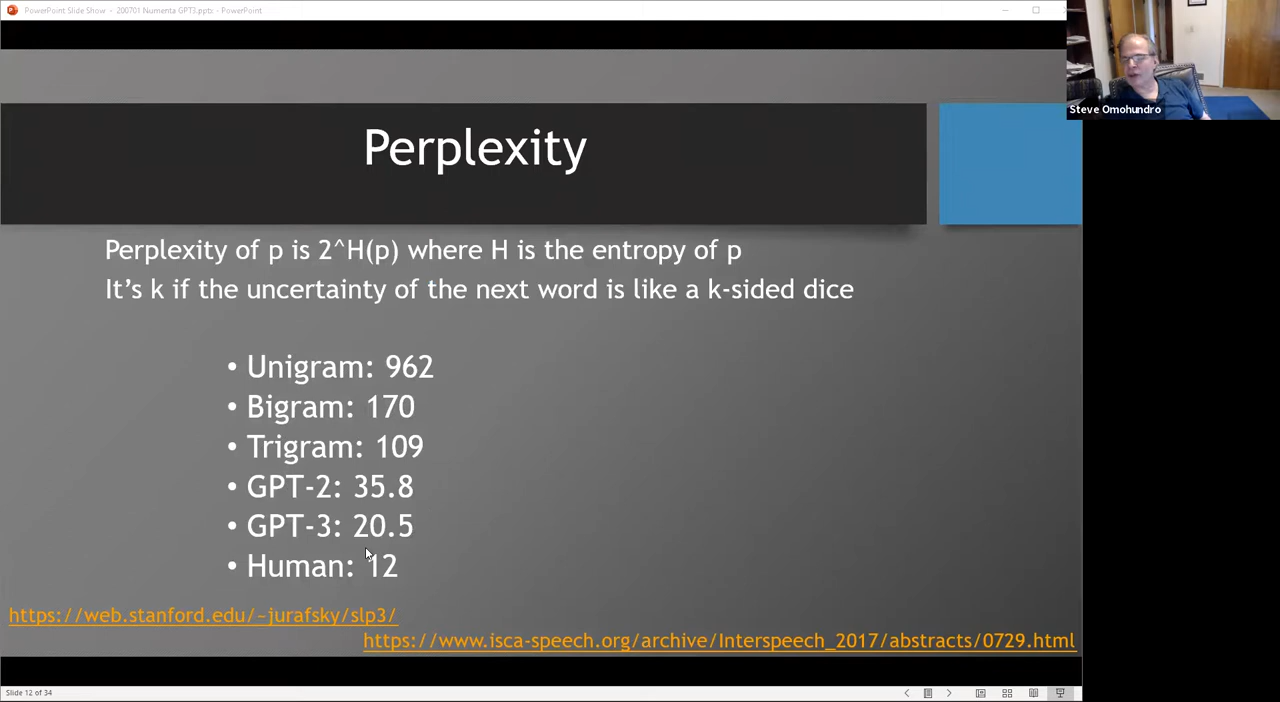 PowerPoint Slide Show - 200701 Numenta GPT3.pptx - PowerPoint
Steve Omohundro
Perplexity
Perplexity of p is 2^H(p) where H is the entropy of p
It's k if the uncertainty of the next word is like a k-sided dice
• Unigram: 962
• Bigram: 170
• Trigram: 109
• GPT-2: 35.8
• GPT-3: 20.5
• Human: 12
https://web.stanford.edu/~jurafsky/slp3/
https://www.isca-speech.org/archive/Interspeech_2017/abstracts/0729.html
Slide 12 of 34